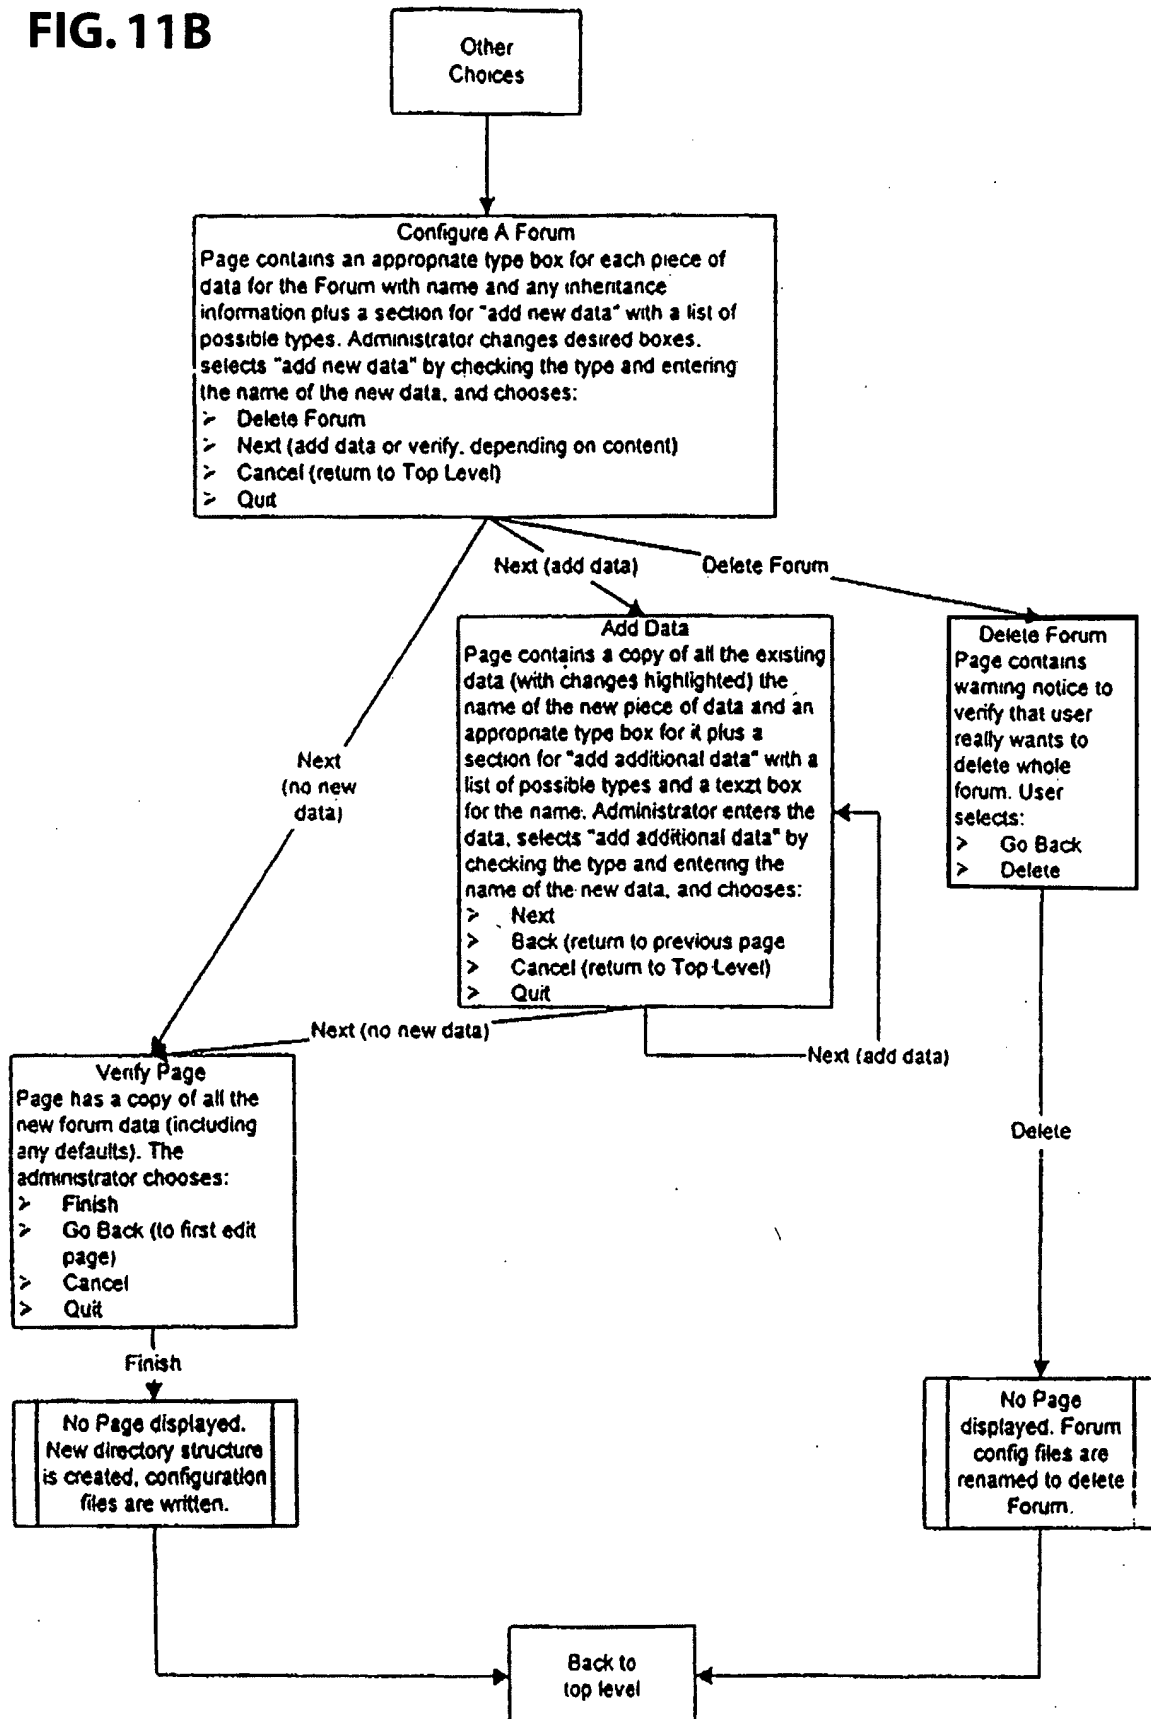 FIG. 11B
Other
Choices
Configure A Forum
Page contains an appropriate type box for each piece of
data for the Forum with name and any inheritance
information plus a section for "add new data" with a list of
possible types. Administrator changes desired boxes,
selects "add new data" by checking the type and entering
the name of the new data, and chooses:
> Delete Forum
> Next (add data or verify, depending on content)
> Cancel (return to Top Level)
> Quit
Next (add data)
Delete Forum
Next
(no new
data)
Add Data
Page contains a copy of all the existing
data (with changes highlighted) the
name of the new piece of data and an
appropriate type box for it plus a
section for "add additional data" with a
list of possible types and a texzt box
for the name. Administrator enters the
data, selects "add additional data" by
checking the type and entering the
name of the new data, and chooses:
> Next
> Back (return to previous page
> Cancel (return to Top Level)
> Quit
Delete Forum
Page contains
warning notice to
verify that user
really wants to
delete whole
forum. User
selects:
> Go Back
> Delete
Next (no new data)
Next (add data)
Verify Page
Page has a copy of all the
new forum data (including
any defaults). The
administrator chooses:
> Finish
> Go Back (to first edit
page)
> Cancel
> Quit
Delete
Finish
No Page displayed.
New directory structure
is created, configuration
files are written.
No Page
displayed. Forum
config files are
renamed to delete
Forum.
Back to
top level